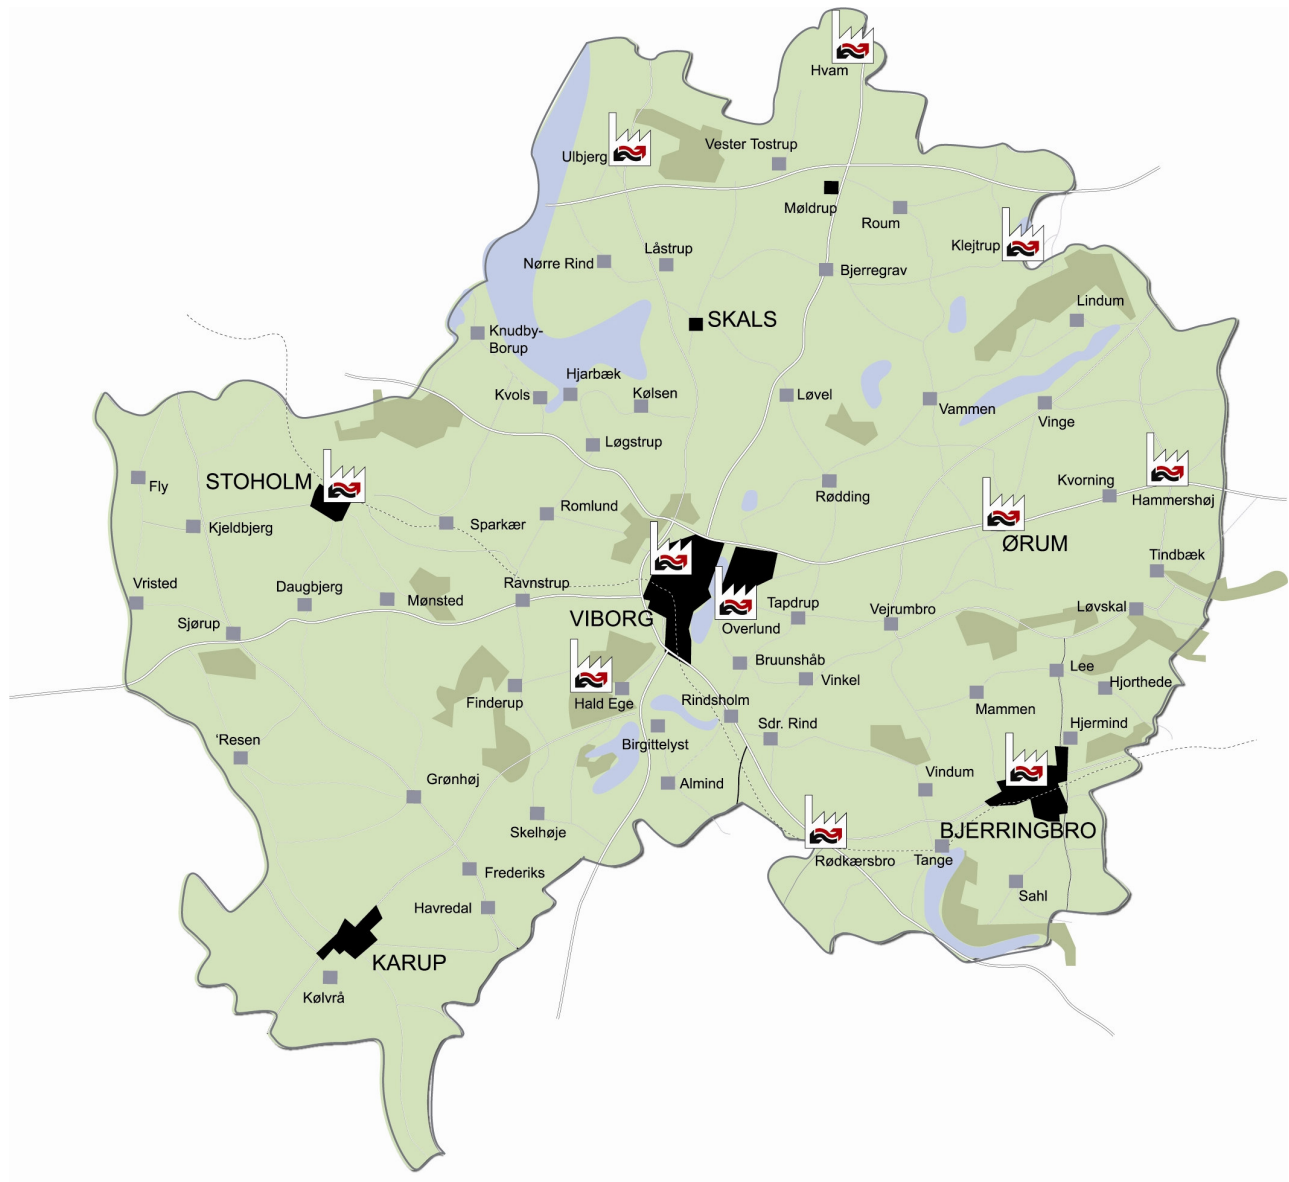 Hvam
Vester Tostrup
Ulbjerg
Møldrup
Roum
Klejtrup
Låstrup
Nørre Rind
Bjerregrav
Lindum
SKALS
Knudby-
Borup
Hjarbæk
Kvols
Kølsen
Løvel
Vammen
Vinge
Løgstrup
STOHOLM
Fly
Kvorning
Hammershøj
Rødding
Romlund
Sparkær
Kjeldbjerg
ØRUM
Tindbæk
Vristed
Daugbjerg
Ravnstrup
Mønsted
Tapdrup
Vejrumbro
Løvskal
Sjørup
VIBORG
Overlund
Bruunshåb
Lee
Vinkel
Hjorthede
Finderup
Hald Ege
Rindsholm
Mammen
Sdr. Rind
Hjermind
'Resen
Birgittelyst
Grønhøj
Almind
Vindum
Skelhøje
BJERRINGBRO
Rødkærsbro
Tange
Frederiks
Sahl
Havredal
KARUP
Kølvrå